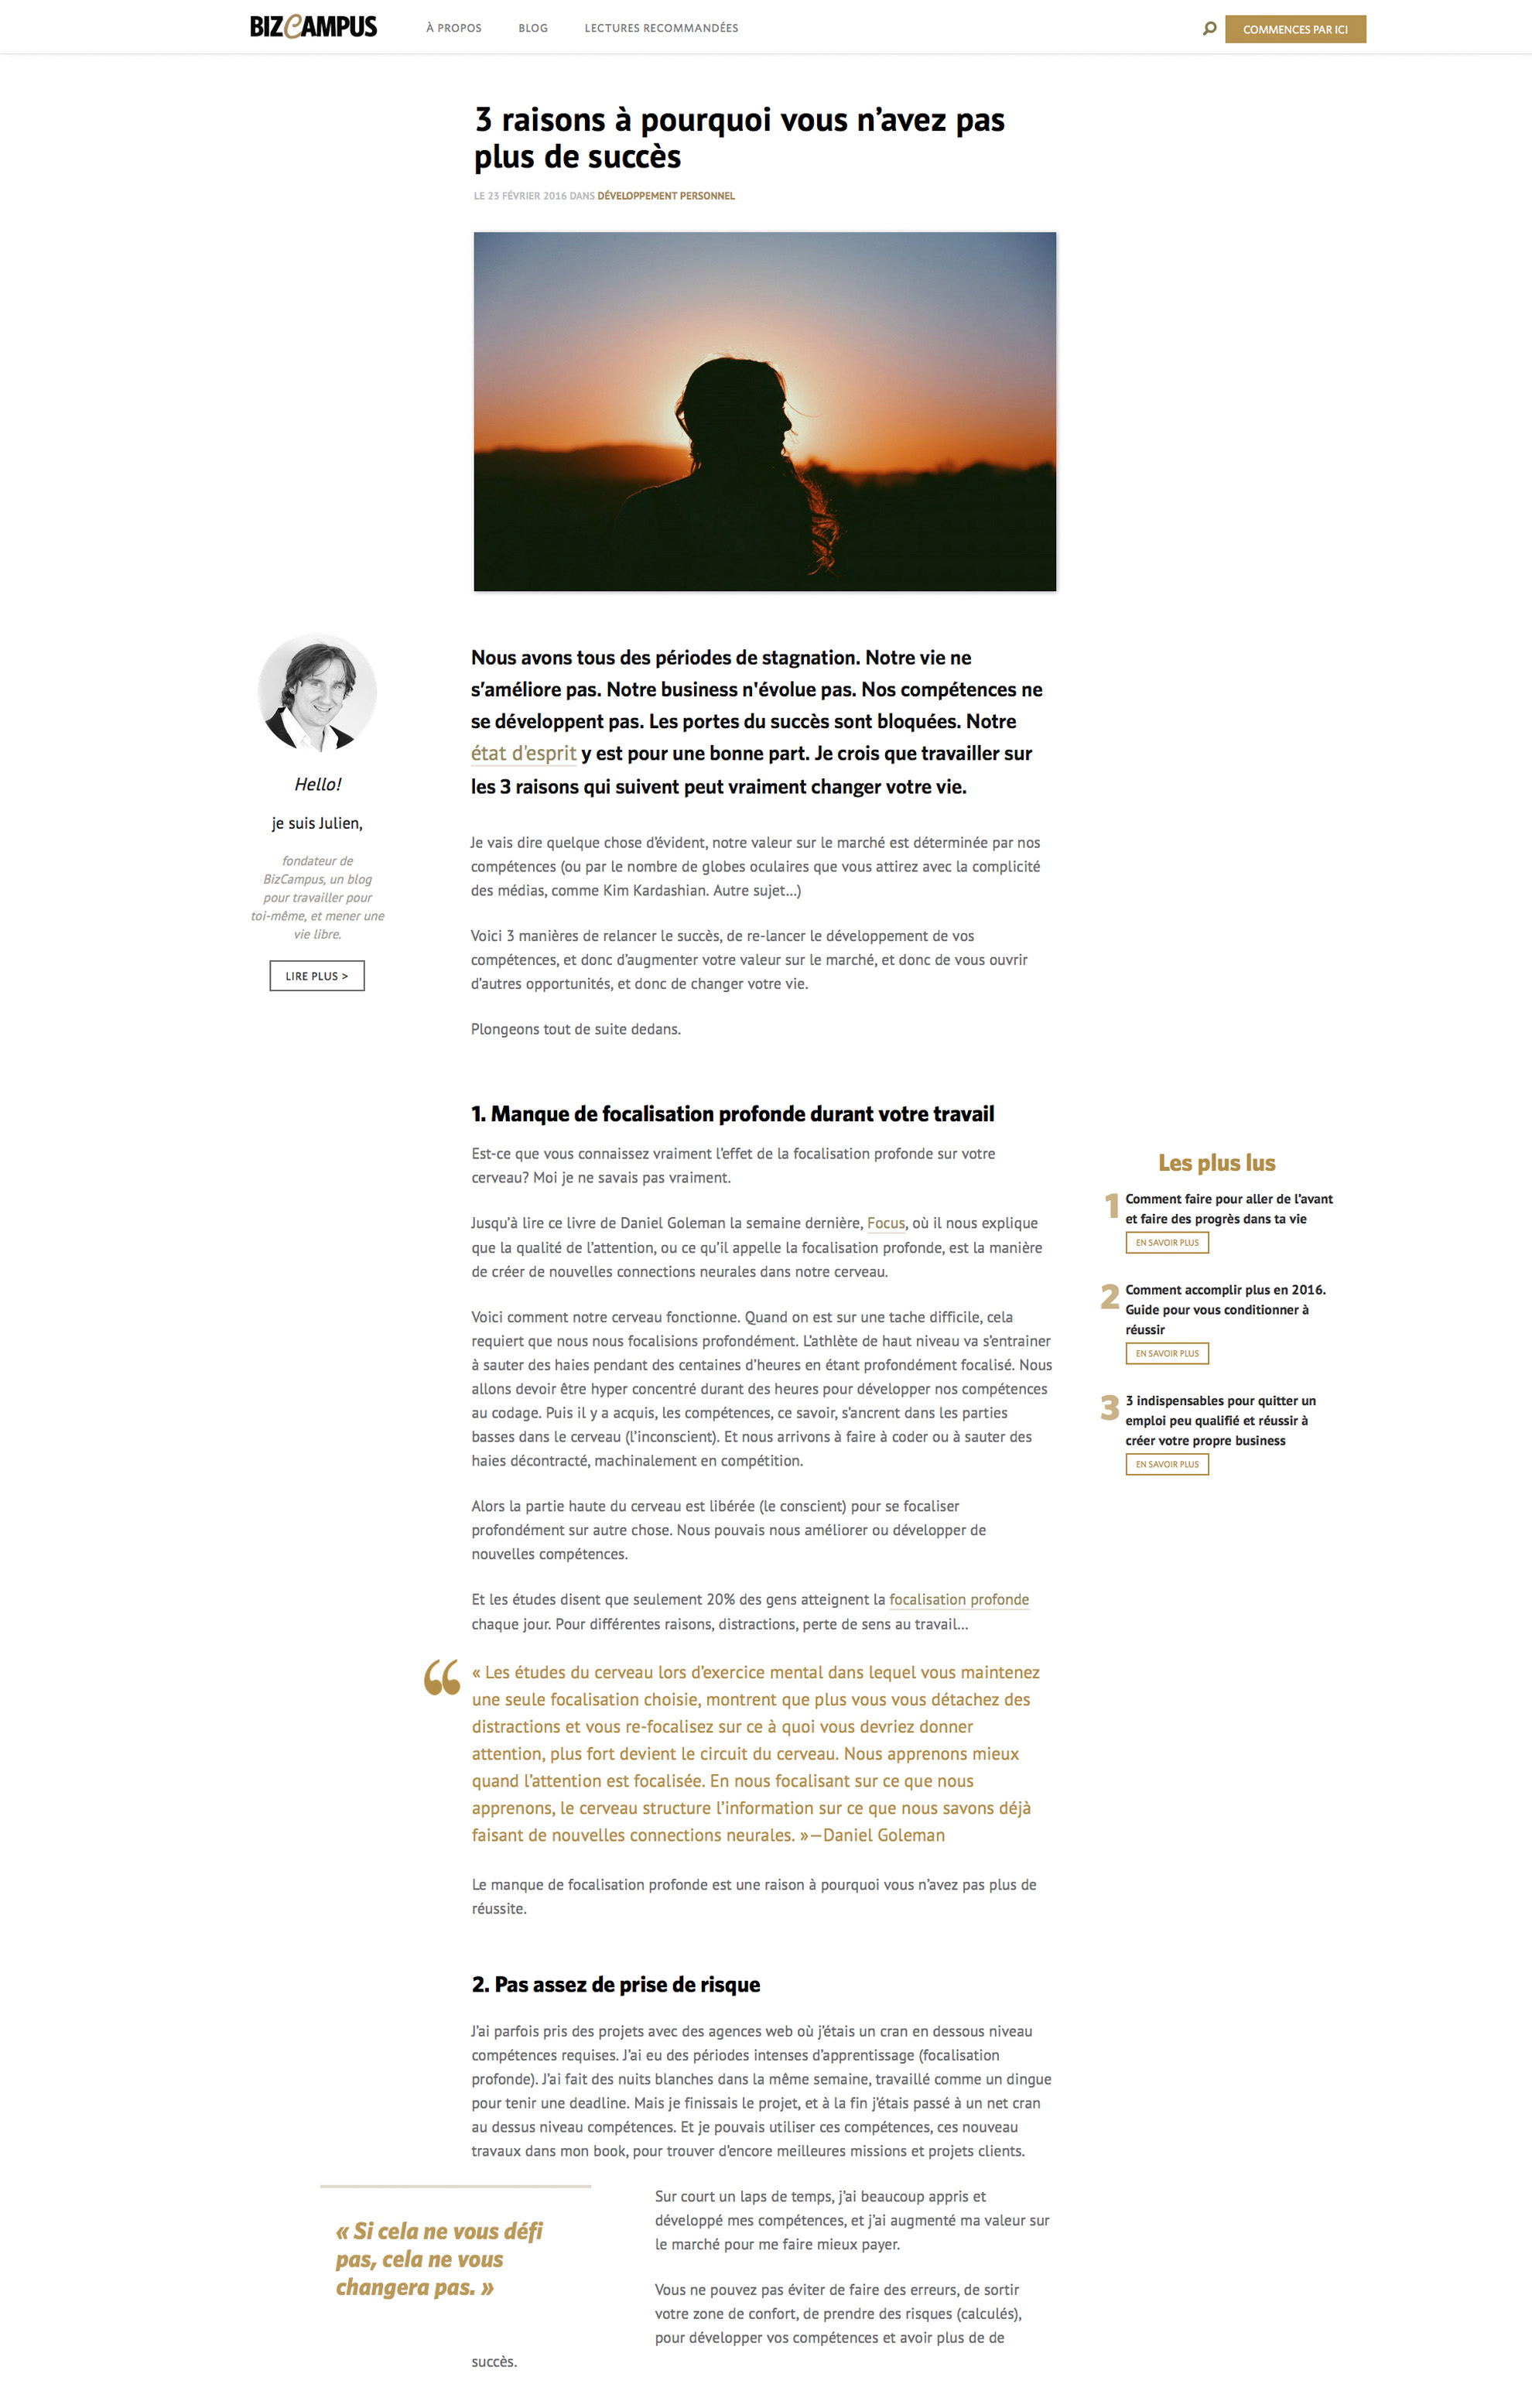 BIZCAMPUS
À PROPOS
BLOG
LECTURES RECOMMANDÉES
COMMENCES PAR ICI
3 raisons à pourquoi vous n’avez pas
plus de succès
LE 23 FÉVRIER 2016 DANS DÉVELOPPEMENT PERSONNEL
Hello!
je suis Julien,
fondateur de
BizCampus, un blog
pour travailler pour
toi-même, et mener une
vie libre.
LIRE PLUS >
Nous avons tous des périodes de stagnation. Notre vie ne
s’améliore pas. Notre business n'évolue pas. Nos compétences ne
se développent pas. Les portes du succès sont bloquées. Notre
état d’esprit y est pour une bonne part. Je crois que travailler sur
les 3 raisons qui suivent peut vraiment changer votre vie.
Je vais dire quelque chose d’évident, notre valeur sur le marché est déterminée par nos
compétences (ou par le nombre de globes oculaires que vous attirez avec la complicité
des médias, comme Kim Kardashian. Autre sujet…)
Voici 3 manières de relancer le succès, de re-lancer le développement de vos
compétences, et donc d’augmenter votre valeur sur le marché, et donc de vous ouvrir
d’autres opportunités, et donc de changer votre vie.
Plongeons tout de suite dedans.
1. Manque de focalisation profonde durant votre travail
Est-ce que vous connaissez vraiment l’effet de la focalisation profonde sur votre
cerveau? Moi je ne savais pas vraiment.
Jusqu’à lire ce livre de Daniel Goleman la semaine dernière, Focus, où il nous explique
que la qualité de l’attention, ou ce qu’il appelle la focalisation profonde, est la manière
de créer de nouvelles connections neurales dans notre cerveau.
Voici comment notre cerveau fonctionne. Quand on est sur une tache difficile, cela
requiert que nous nous focalisions profondément. L’athlète de haut niveau va s’entrainer
à sauter des haies pendant des centaines d’heures en étant profondément focalisé. Nous
allons devoir être hyper concentré durant des heures pour développer nos compétences
au codage. Puis il y a acquis, les compétences, ce savoir, s’ancrent dans les parties
basses dans le cerveau (l’inconscient). Et nous arrivons à faire à coder ou à sauter des
haies décontracté, machinalement en compétition.
Alors la partie haute du cerveau est libérée (le conscient) pour se focaliser
profondément sur autre chose. Nous pouvais nous améliorer ou développer de
nouvelles compétences.
Et les études disent que seulement 20% des gens atteignent la focalisation profonde
chaque jour. Pour différentes raisons, distractions, perte de sens au travail…
« Les études du cerveau lors d’exercice mental dans lequel vous maintenez
une seule focalisation choisie, montrent que plus vous vous détachez des
distractions et vous re-focalisez sur ce à quoi vous devriez donner
attention, plus fort devient le circuit du cerveau. Nous apprenons mieux
quand l’attention est focalisée. En nous focalisant sur ce que nous
apprenons, le cerveau structure l’information sur ce que nous savons déjà
faisant de nouvelles connections neurales. »—Daniel Goleman
Le manque de focalisation profonde est une raison à pourquoi vous n’avez pas plus de
réussite.
Les plus lus
1 Comment faire pour aller de l’avant
et faire des progrès dans ta vie
EN SAVOIR PLUS
2 Comment accomplir plus en 2016.
Guide pour vous conditionner à
réussir
EN SAVOIR PLUS
3 3 indispensables pour quitter un
emploi peu qualifié et réussir à
créer votre propre business
EN SAVOIR PLUS
2. Pas assez de prise de risque
J’ai parfois pris des projets avec des agences web où j’étais un cran en dessous niveau
compétences requises. J’ai eu des périodes intenses d’apprentissage (focalisation
profonde). J’ai fait des nuits blanches dans la même semaine, travaillé comme un dingue
pour tenir une deadline. Mais je finissais le projet, et à la fin j’étais passé à un net cran
au dessus niveau compétences. Et je pouvais utiliser ces compétences, ces nouveau
travaux dans mon book, pour trouver d’encore meilleures missions et projets clients.
« Si cela ne vous défi
pas, cela ne vous
changera pas. »
Sur court un laps de temps, j’ai beaucoup appris et
développé mes compétences, et j’ai augmenté ma valeur sur
le marché pour me faire mieux payer.
Vous ne pouvez pas éviter de faire des erreurs, de sortir
votre zone de confort, de prendre des risques (calculés),
pour développer vos compétences et avoir plus de de
succès.